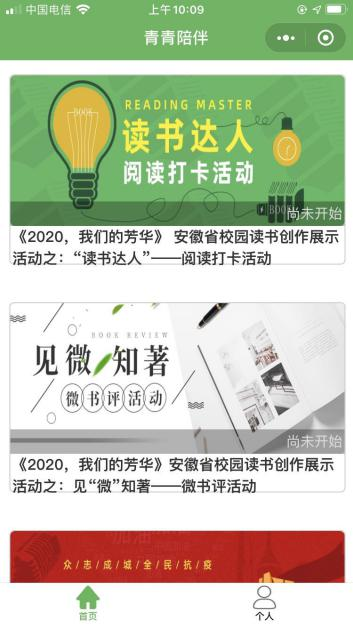 中国电信
上午10:09
青青陪伴
BOOK
READING MASTER
读书达人
阅读打卡活动
BOOK
尚未开始
《2020，我们的芳华》 安徽省校园读书创作展示
活动之：“读书达人”——阅读打卡活动
BOOK REVIEW
见微知著
微书评活动
尚未开始
《2020，我们的芳华》安徽省校园读书创作展示
活动之：见“微”知著——微书评活动
加油
众/志/成/城/全/民/抗/疫
首页
个人